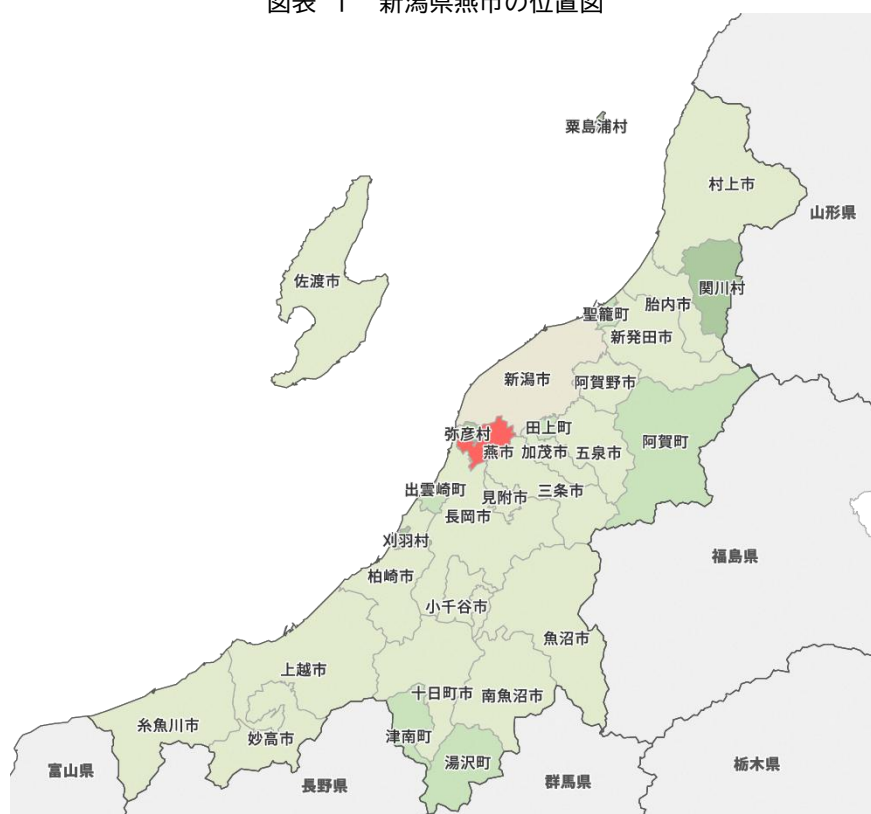 図表 1 新潟県燕市の位置図
粟島浦村
村上市
山形県
佐渡市
関川村
胎内市
聖籠町
新発田市
新潟市
阿賀野市
弥彦村
田上町
阿賀町
燕市
加茂市
五泉市
出雲崎町
見附市
三条市
長岡市
刈羽村
福島県
柏崎市
小千谷市
魚沼市
上越市
十日町市
南魚沼市
糸魚川市
妙高市
津南町
湯沢町
富山県
長野県
群馬県
栃木県